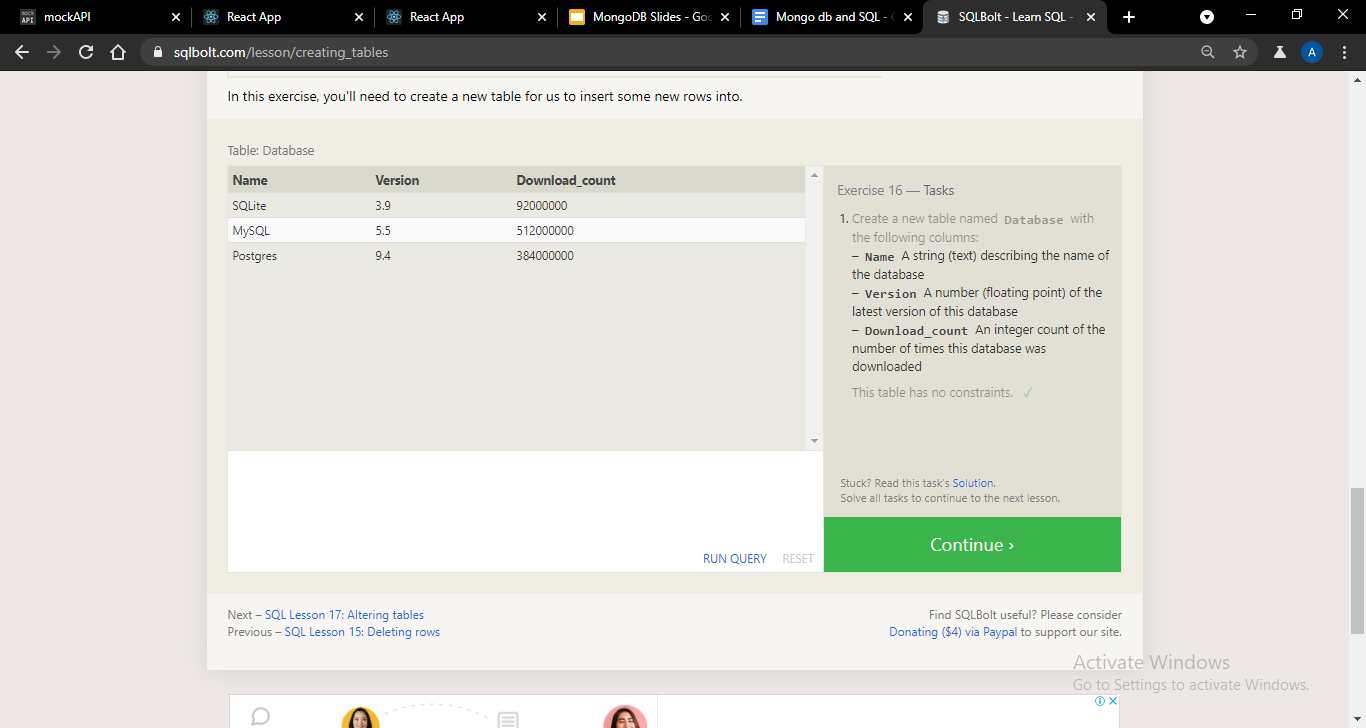 mockAPI
React App
React App
MongoDB Slides - Goo
Mongo db and SQL -
SQLBolt - Learn SQL -
sqlbolt.com/lesson/creating_tables
A
In this exercise, you'll need to create a new table for us to insert some new rows into.
Table: Database
Name Version Download_count
SQLite 3.9 92000000
MySQL 5.5 512000000
Postgres 9.4 384000000
RUN QUERY RESET
Exercise 16 — Tasks
1. Create a new table named Database with
the following columns:
– Name A string (text) describing the name of
the database
– Version A number (floating point) of the
latest version of this database
– Download_count An integer count of the
number of times this database was
downloaded
This table has no constraints. ✓
Stuck? Read this task's Solution.
Solve all tasks to continue to the next lesson.
Continue ›
Next – SQL Lesson 17: Altering tables
Previous – SQL Lesson 15: Deleting rows
Find SQLBolt useful? Please consider
Donating ($4) via Paypal to support our site.
Activate Windows
Go to Settings to activate Windows.